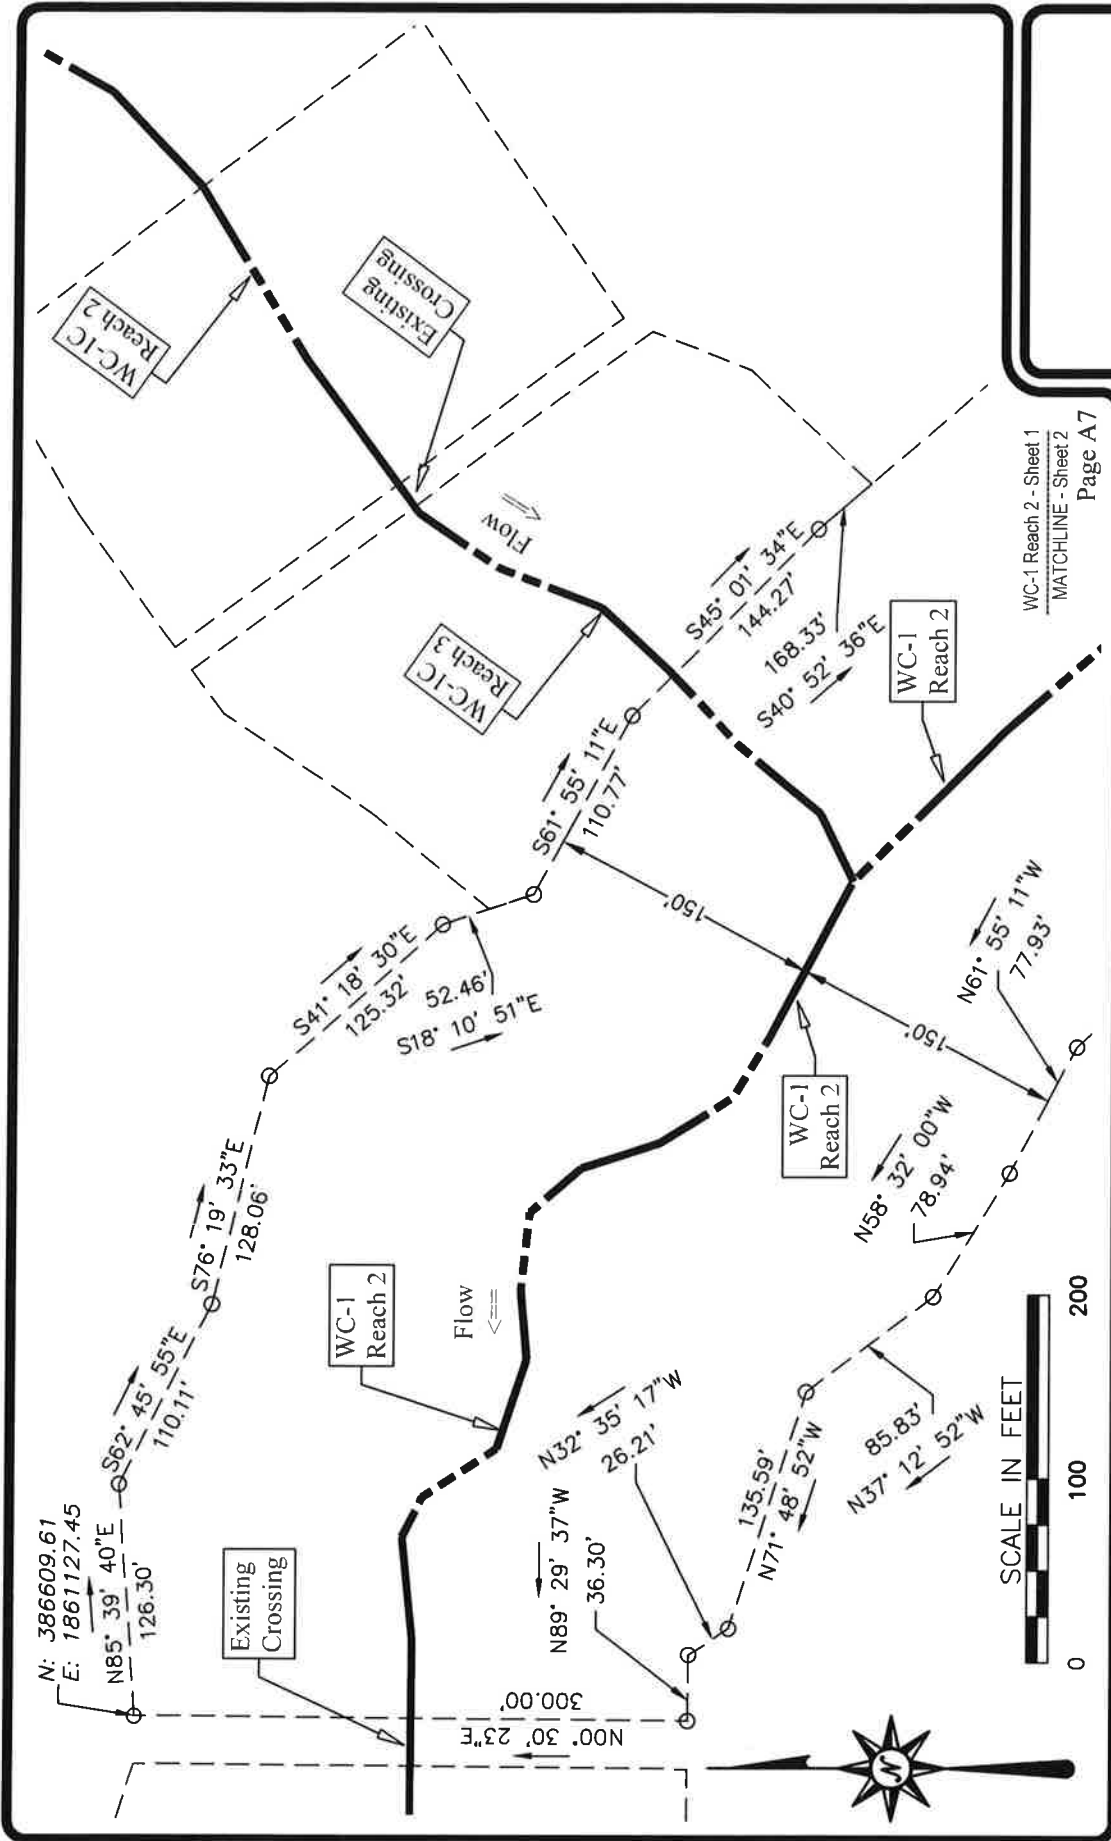 N: 386609.61
E: 1861127.45
N85° 39' 40"E
126.30'
S62° 45' 55"E
110.11'
S76° 19' 33"E
128.06'
S41° 18' 30"E
125.32'
52.46'
S18° 10' 51"E
S61° 55' 11"E
110.77'
S45° 01' 34"E
144.27'
168.33'
S40° 52' 36"E
WC-1C
Reach 2
Existing
Crossing
Flow
WC-1C
Reach 3
WC-1
Reach 2
150'
150'
WC-1
Reach 2
WC-1
Reach 2
Flow
Existing
Crossing
N00° 30' 23"E
300.00'
N89° 29' 37"W
36.30'
N32° 35' 17"W
26.21'
135.59'
N71° 48' 52"W
85.83'
N37° 12' 52"W
N58° 32' 00"W
78.94'
N61° 55' 11"W
77.93'
N
SCALE IN FEET
0 100 200
WC-1 Reach 2 - Sheet 1
MATCHLINE - Sheet 2
Page A7